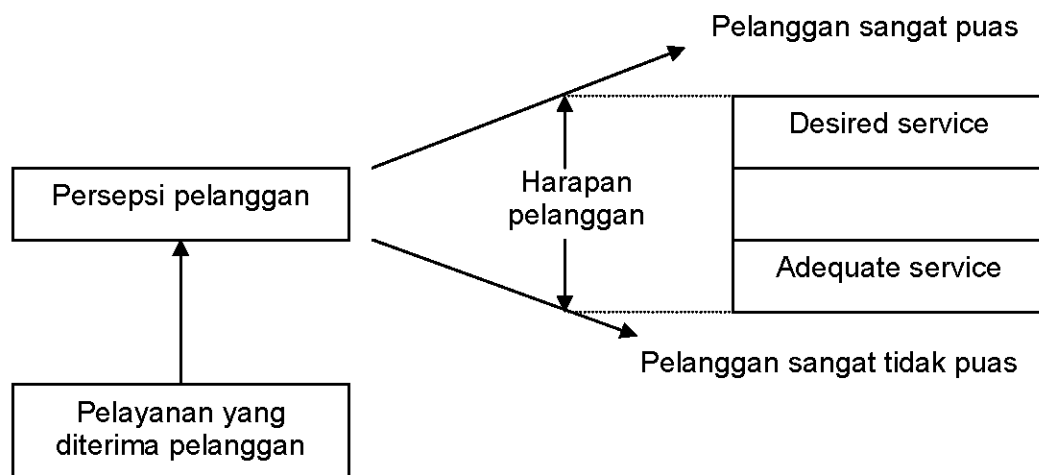 Pelanggan sangat puas
Desired service
Persepsi pelanggan
Harapan
pelanggan
Adequate service
Pelanggan sangat tidak puas
Pelayanan yang
diterima pelanggan